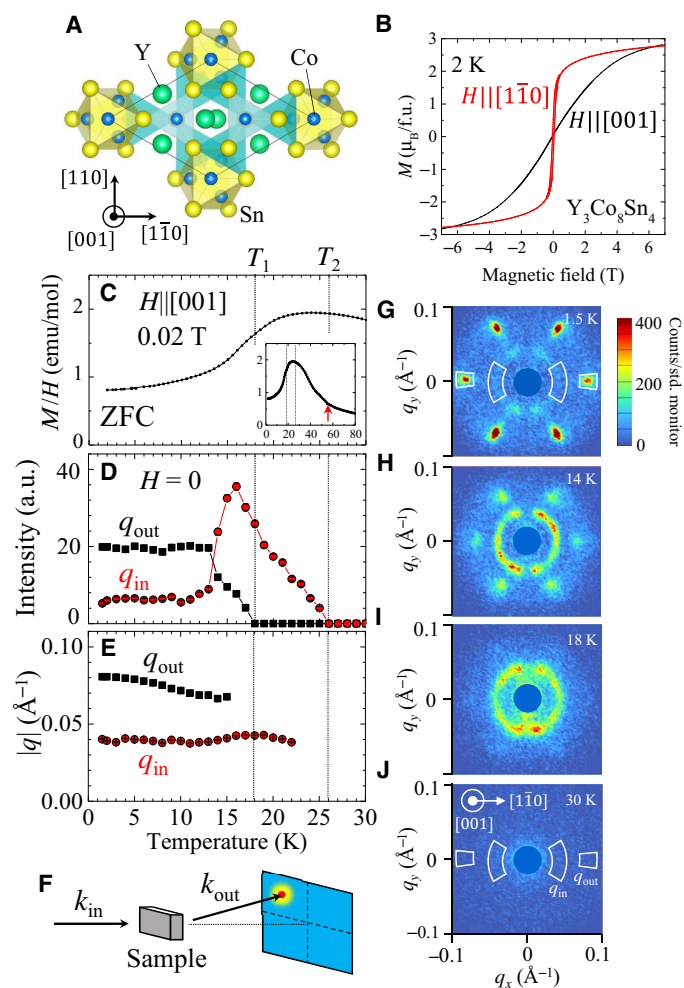 A
Y
Co
[110]
[001]
[11̄0]
Sn
B
3
2
1
0
−1
−2
−3
M (μB/f.u.)
2 K
H||[11̄0]
H||[001]
Y3Co8Sn4
−6 −4 −2 0 2 4 6
Magnetic field (T)
T1
T2
C
H||[001]
0.02 T
ZFC
M/H (emu/mol)
2
1
0
2
1
0
0 20 40 60 80
D
H = 0
qout
qin
Intensity (a.u.)
40
20
0
E
qout
qin
|q| (Å−1)
0.10
0.05
0.00
0 5 10 15 20 25 30
Temperature (K)
F
kin
kout
Sample
G
1.5 K
0.1
0
qy (Å−1)
400
200
0
Counts/std. monitor
H
14 K
0.1
0
qy (Å−1)
I
18 K
0.1
0
qy (Å−1)
J
30 K
[11̄0]
[001]
qin
qout
0.1
0
−0.1
qy (Å−1)
−0.1 0 0.1
qx (Å−1)